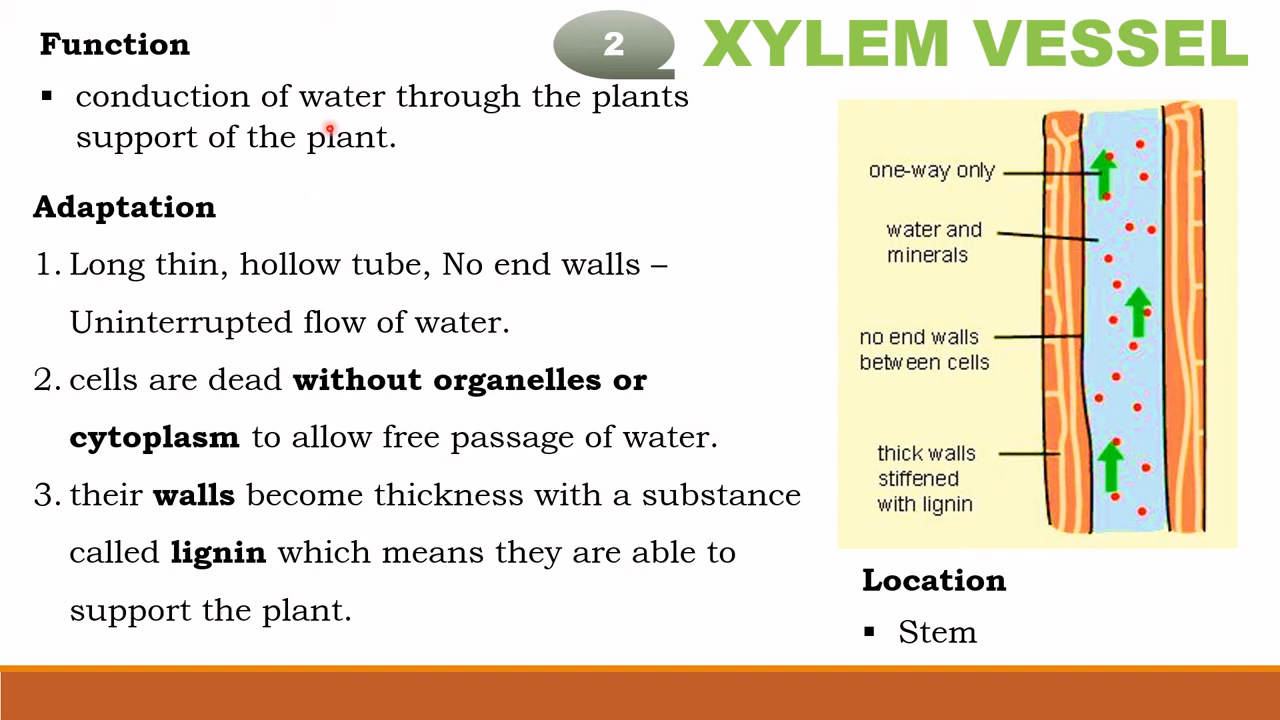 2
XYLEM VESSEL
Function
▪ conduction of water through the plants
support of the plant.
Adaptation
1. Long thin, hollow tube, No end walls –
Uninterrupted flow of water.
2. cells are dead without organelles or
cytoplasm to allow free passage of water.
3. their walls become thickness with a substance
called lignin which means they are able to
support the plant.
one-way only
water and
minerals
no end walls
between cells
thick walls
stiffened
with lignin
Location
▪ Stem